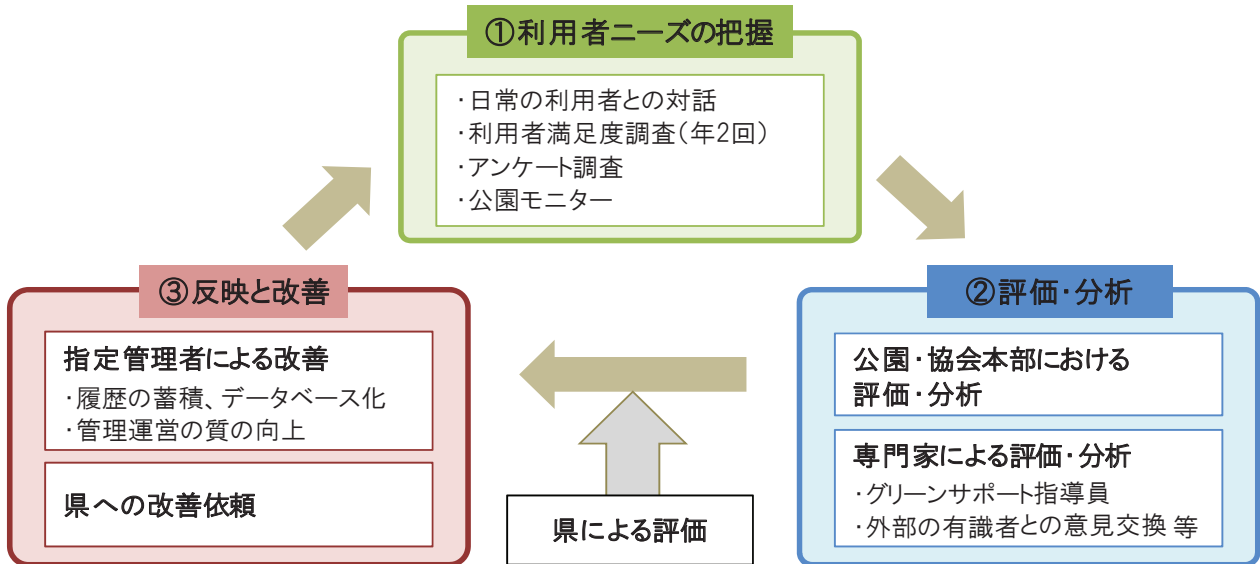 ①利用者ニーズの把握
・日常の利用者との対話
・利用者満足度調査（年2回）
・アンケート調査
・公園モニター
②評価・分析
公園・協会本部における
評価・分析
専門家による評価・分析
・グリーンサポート指導員
・外部の有識者との意見交換 等
③反映と改善
指定管理者による改善
・履歴の蓄積、データベース化
・管理運営の質の向上
県への改善依頼
県による評価